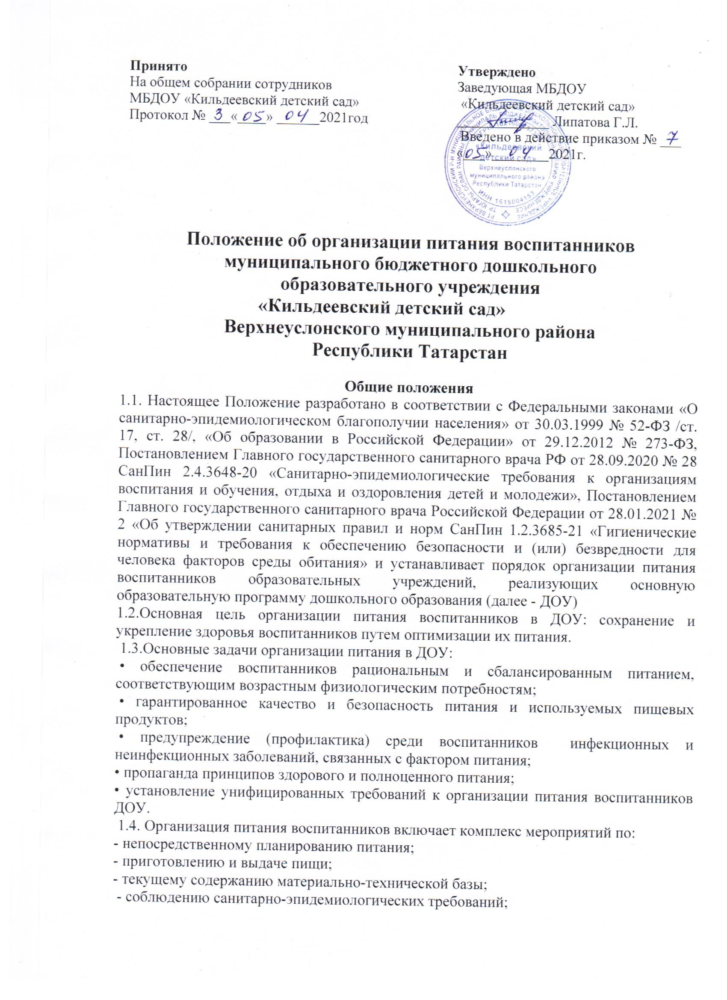 Принято
На общем собрании сотрудников
МБДОУ «Кильдеевский детский сад»
Протокол № 3 «05» 04 2021год
Утверждено
Заведующая МБДОУ
«Кильдеевский детский сад»
Липатова Г.Л.
Введено в действие приказом № 7
«05» 04 2021г.
«Кильдеевский
детский сад»
Верхнеуслонского
муниципального района
Республики Татарстан
ИНН 1615004153
Положение об организации питания воспитанников
муниципального бюджетного дошкольного
образовательного учреждения
«Кильдеевский детский сад»
Верхнеуслонского муниципального района
Республики Татарстан
Общие положения
1.1. Настоящее Положение разработано в соответствии с Федеральными законами «О
санитарно-эпидемиологическом благополучии населения» от 30.03.1999 № 52-ФЗ /ст.
17, ст. 28/, «Об образовании в Российской Федерации» от 29.12.2012 № 273-ФЗ,
Постановлением Главного государственного санитарного врача РФ от 28.09.2020 № 28
СанПин 2.4.3648-20 «Санитарно-эпидемиологические требования к организациям
воспитания и обучения, отдыха и оздоровления детей и молодежи», Постановлением
Главного государственного санитарного врача Российской Федерации от 28.01.2021 №
2 «Об утверждении санитарных правил и норм СанПин 1.2.3685-21 «Гигиенические
нормативы и требования к обеспечению безопасности и (или) безвредности для
человека факторов среды обитания» и устанавливает порядок организации питания
воспитанников образовательных учреждений, реализующих основную
образовательную программу дошкольного образования (далее - ДОУ)
1.2.Основная цель организации питания воспитанников в ДОУ: сохранение и
укрепление здоровья воспитанников путем оптимизации их питания.
1.3.Основные задачи организации питания в ДОУ:
• обеспечение воспитанников рациональным и сбалансированным питанием,
соответствующим возрастным физиологическим потребностям;
• гарантированное качество и безопасность питания и используемых пищевых
продуктов;
• предупреждение (профилактика) среди воспитанников инфекционных и
неинфекционных заболеваний, связанных с фактором питания;
• пропаганда принципов здорового и полноценного питания;
• установление унифицированных требований к организации питания воспитанников
ДОУ.
1.4. Организация питания воспитанников включает комплекс мероприятий по:
- непосредственному планированию питания;
- приготовлению и выдаче пищи;
- текущему содержанию материально-технической базы;
- соблюдению санитарно-эпидемиологических требований;